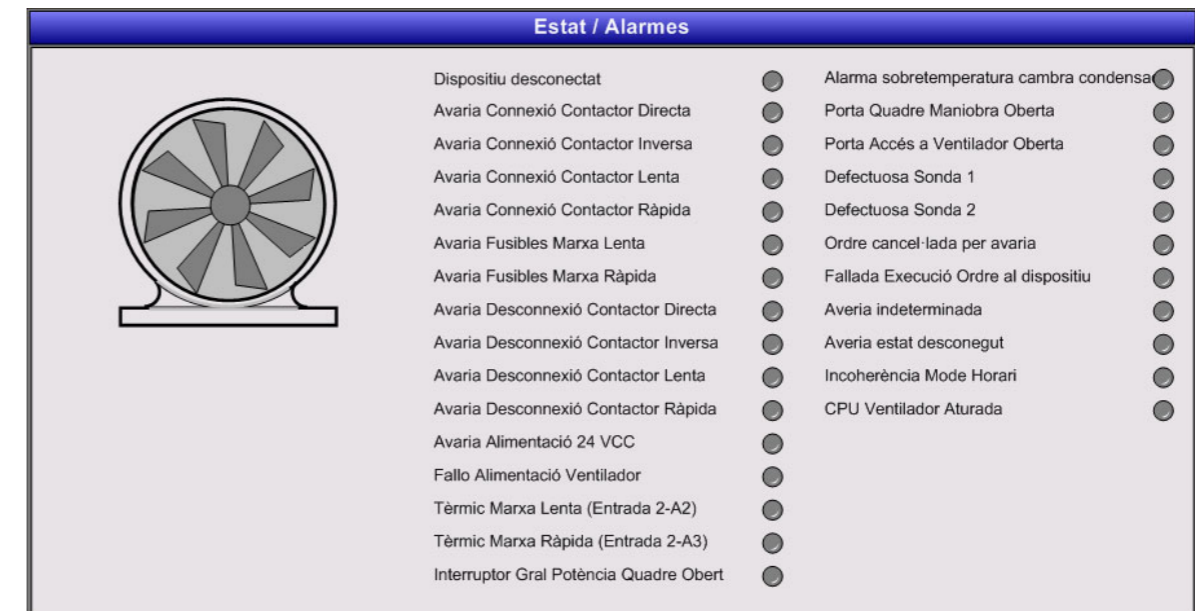 Estat / Alarmes
Dispositiu desconectat
Avaria Connexió Contactor Directa
Avaria Connexió Contactor Inversa
Avaria Connexió Contactor Lenta
Avaria Connexió Contactor Ràpida
Avaria Fusibles Marxa Lenta
Avaria Fusibles Marxa Ràpida
Avaria Desconnexió Contactor Directa
Avaria Desconnexió Contactor Inversa
Avaria Desconnexió Contactor Lenta
Avaria Desconnexió Contactor Ràpida
Avaria Alimentació 24 VCC
Fallo Alimentació Ventilador
Tèrmic Marxa Lenta (Entrada 2-A2)
Tèrmic Marxa Ràpida (Entrada 2-A3)
Interruptor Gral Potència Quadre Obert
Alarma sobretemperatura cambra
Porta Quadre Maniobra Oberta
Porta Accés a Ventilador Oberta
Defectuosa Sonda 1
Defectuosa Sonda 2
Ordre cancel·lada per avaria
Fallada Execució Ordre al dispositiu
Averia indeterminada
Averia estat desconegut
Incoherència Mode Horari
CPU Ventilador Aturada